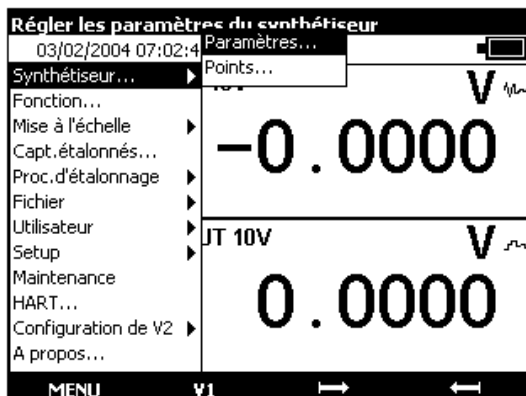 Régler les paramètres du synthétiseur
03/02/2004 07:02:4
Paramètres...
Synthétiseur...
Points...
Fonction...
Mise à l'échelle
Capt.étalonnés...
Proc.d'étalonnage
Fichier
Utilisateur
Setup
Maintenance
HART...
Configuration de V2
A propos...
V
-0.0000
UT 10V
V
0.0000
MENU V1